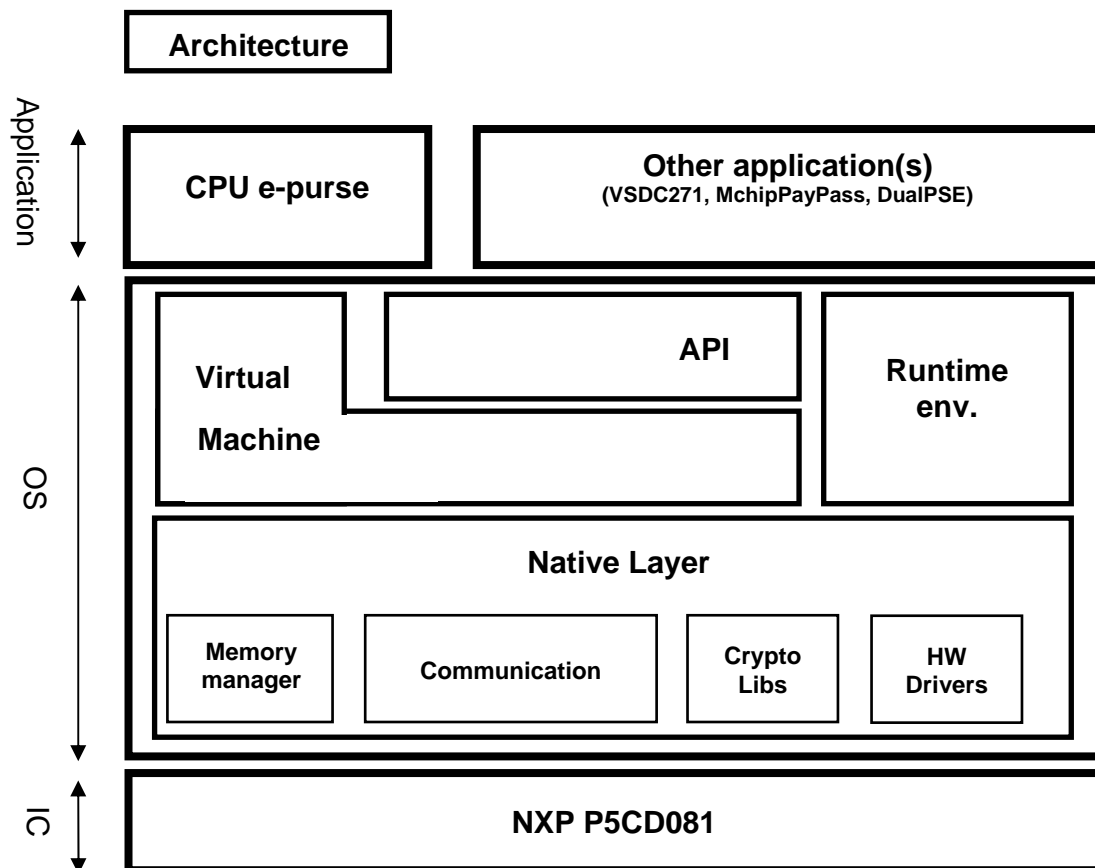 Architecture
Application
CPU e-purse
Other application(s)
(VSDC271, MchipPayPass, DualPSE)
OS
Virtual
Machine
API
Runtime
env.
Native Layer
Memory
manager
Communication
Crypto
Libs
HW
Drivers
IC
NXP P5CD081